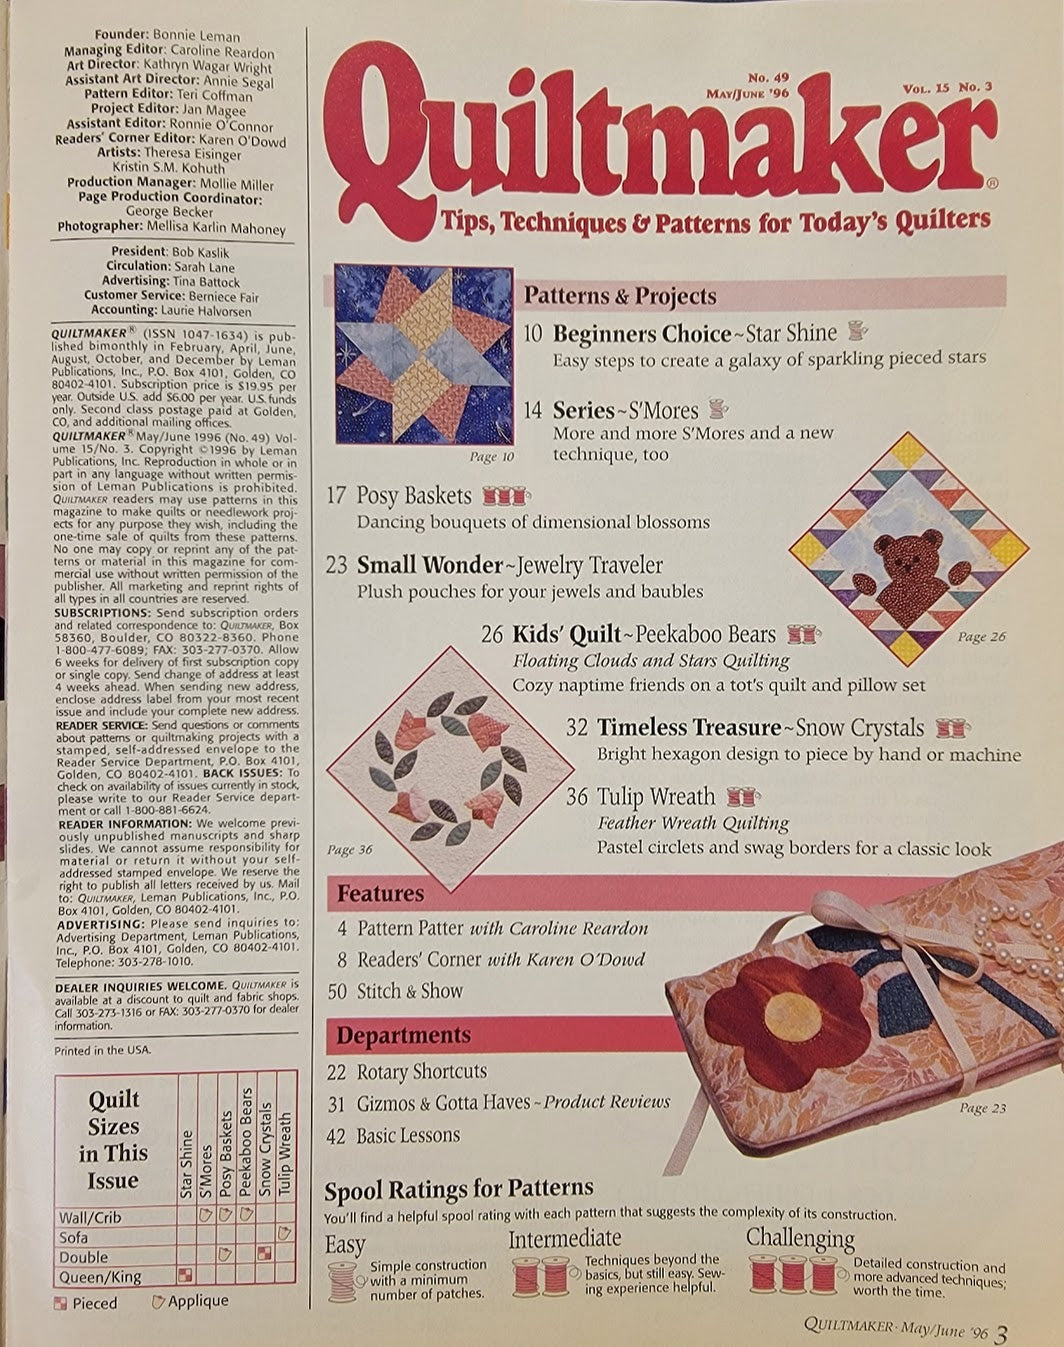 Founder: Bonnie Leman
Managing Editor: Caroline Reardon
Art Director: Kathryn Wagar Wright
Assistant Art Director: Annie Segal
Pattern Editor: Teri Coffman
Project Editor: Jan Magee
Assistant Editor: Ronnie O'Connor
Readers' Corner Editor: Karen O'Dowd
Artists: Theresa Eisinger
Kristin S.M. Kohuth
Production Manager: Mollie Miller
Page Production Coordinator:
George Becker
Photographer: Mellisa Karlin Mahoney
President: Bob Kaslik
Circulation: Sarah Lane
Advertising: Tina Battock
Customer Service: Berniece Fair
Accounting: Laurie Halvorsen
QUILTMAKER® (ISSN 1047-1634) is pub-
lished bimonthly in February, April, June,
August, October, and December by Leman
Publications, Inc., P.O. Box 4101, Golden, CO
80402-4101. Subscription price is $19.95 per
year. Outside U.S. add $6.00 per year. U.S. funds
only. Second class postage paid at Golden,
CO, and additional mailing offices.
QUILTMAKER® May/June 1996 (No. 49) Vol-
ume 15/No. 3. Copyright ©1996 by Leman
Publications, Inc. Reproduction in whole or in
part in any language without written permis-
sion of Leman Publications is prohibited.
QUILTMAKER readers may use patterns in this
magazine to make quilts or needlework proj-
ects for any purpose they wish, including the
one-time sale of quilts from these patterns.
No one may copy or reprint any of the pat-
terns or material in this magazine for com-
mercial use without written permission of the
publisher. All marketing and reprint rights of
all types in all countries are reserved.
SUBSCRIPTIONS: Send subscription orders
and related correspondence to: QUILTMAKER, Box
58360, Boulder, CO 80322-8360. Phone
1-800-477-6089; FAX: 303-277-0370. Allow
6 weeks for delivery of first subscription copy
or single copy. Send change of address at least
4 weeks ahead. When sending new address,
enclose address label from your most recent
issue and include your complete new address.
READER SERVICE: Send questions or comments
about patterns or quiltmaking projects with a
stamped, self-addressed envelope to the
Reader Service Department, P.O. Box 4101,
Golden, CO 80402-4101. BACK ISSUES: To
check on availability of issues currently in stock,
please write to our Reader Service depart-
ment or call 1-800-881-6624.
READER INFORMATION: We welcome previ-
ously unpublished manuscripts and sharp
slides. We cannot assume responsibility for
material or return it without your self-
addressed stamped envelope. We reserve the
right to publish all letters received by us. Mail
to: QUILTMAKER, Leman Publications, Inc., P.O.
Box 4101, Golden, CO 80402-4101.
ADVERTISING: Please send inquiries to:
Advertising Department, Leman Publications,
Inc., P.O. Box 4101, Golden, CO 80402-4101.
Telephone: 303-278-1010.
DEALER INQUIRIES WELCOME. QUILTMAKER is
available at a discount to quilt and fabric shops.
Call 303-273-1316 or FAX: 303-277-0370 for dealer
information.
Printed in the USA.
Quilt
Sizes
in This
Issue
Star Shine
S'Mores
Posy Baskets
Peekaboo Bears
Snow Crystals
Tulip Wreath
Wall/Crib
Sofa
Double
Queen/King
Pieced Applique
No. 49
MAY/JUNE '96
VOL. 15 No. 3
Quiltmaker®
Tips, Techniques & Patterns for Today's Quilters
Patterns & Projects
10 Beginners Choice~Star Shine
Easy steps to create a galaxy of sparkling pieced stars
14 Series~S'Mores
More and more S'Mores and a new
technique, too
Page 10
17 Posy Baskets
Dancing bouquets of dimensional blossoms
23 Small Wonder~Jewelry Traveler
Plush pouches for your jewels and baubles
26 Kids' Quilt~Peekaboo Bears
Floating Clouds and Stars Quilting
Cozy naptime friends on a tot's quilt and pillow set
Page 26
32 Timeless Treasure~Snow Crystals
Bright hexagon design to piece by hand or machine
36 Tulip Wreath
Feather Wreath Quilting
Pastel circlets and swag borders for a classic look
Page 36
Features
4 Pattern Patter with Caroline Reardon
8 Readers' Corner with Karen O'Dowd
50 Stitch & Show
Departments
22 Rotary Shortcuts
31 Gizmos & Gotta Haves~Product Reviews
42 Basic Lessons
Page 23
Spool Ratings for Patterns
You'll find a helpful spool rating with each pattern that suggests the complexity of its construction.
Easy
Simple construction
with a minimum
number of patches.
Intermediate
Techniques beyond the
basics, but still easy. Sew-
ing experience helpful.
Challenging
Detailed construction and
more advanced techniques;
worth the time.
QUILTMAKER · May/June '96 3